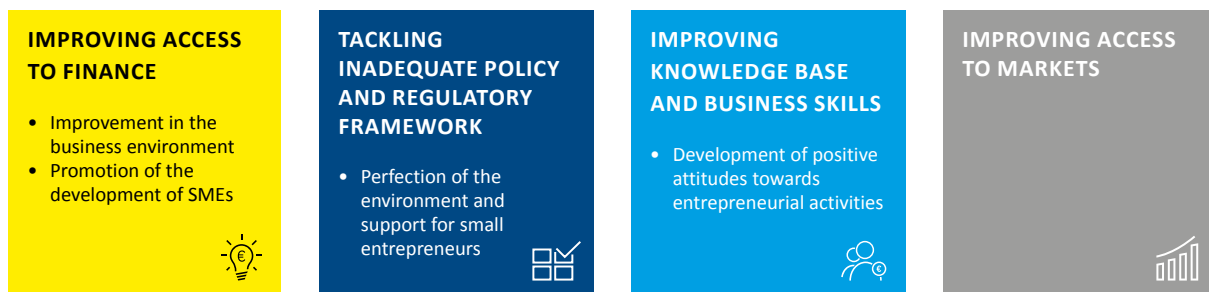 IMPROVING ACCESS
TO FINANCE
• Improvement in the
business environment
• Promotion of the
development of SMEs
€
TACKLING
INADEQUATE POLICY
AND REGULATORY
FRAMEWORK
• Perfection of the
environment and
support for small
entrepreneurs
IMPROVING
KNOWLEDGE BASE
AND BUSINESS SKILLS
• Development of positive
attitudes towards
entrepreneurial activities
€
IMPROVING ACCESS
TO MARKETS